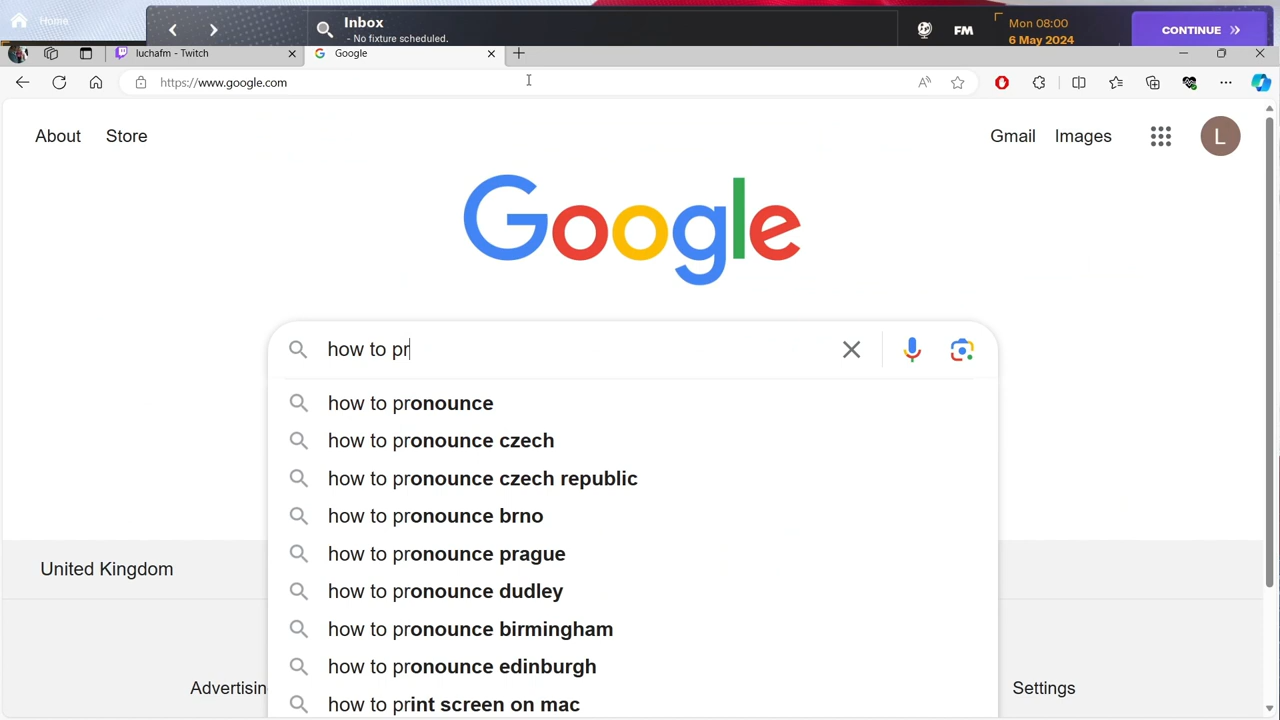 Home
Inbox
- No fixture scheduled.
FM
Mon 08:00
6 May 2024
CONTINUE
luchafm - Twitch
Google
https://www.google.com
About
Store
Gmail
Images
L
Google
how to pr
how to pronounce
how to pronounce czech
how to pronounce czech republic
how to pronounce brno
how to pronounce prague
how to pronounce dudley
how to pronounce birmingham
how to pronounce edinburgh
how to print screen on mac
United Kingdom
Advertisin
Settings